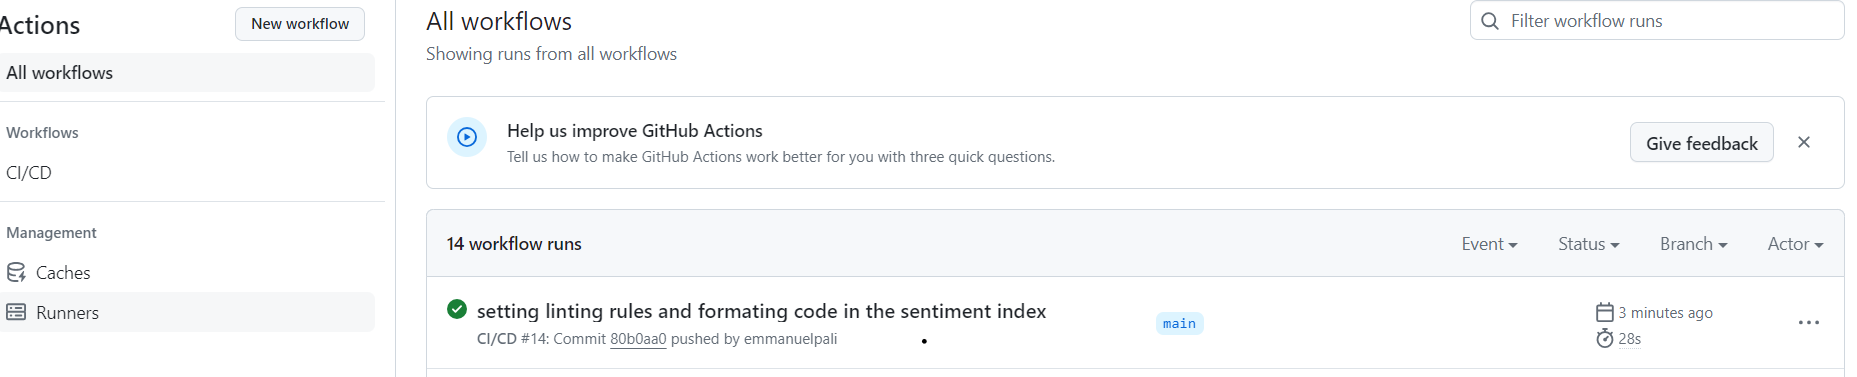 Actions
New workflow
All workflows
Workflows
CI/CD
Management
Caches
Runners
All workflows
Showing runs from all workflows
Filter workflow runs
Help us improve GitHub Actions
Tell us how to make GitHub Actions work better for you with three quick questions.
Give feedback
14 workflow runs
Event
Status
Branch
Actor
setting linting rules and formating code in the sentiment index
CI/CD #14: Commit 80b0aa0 pushed by emmanuelpali
main
3 minutes ago
28s